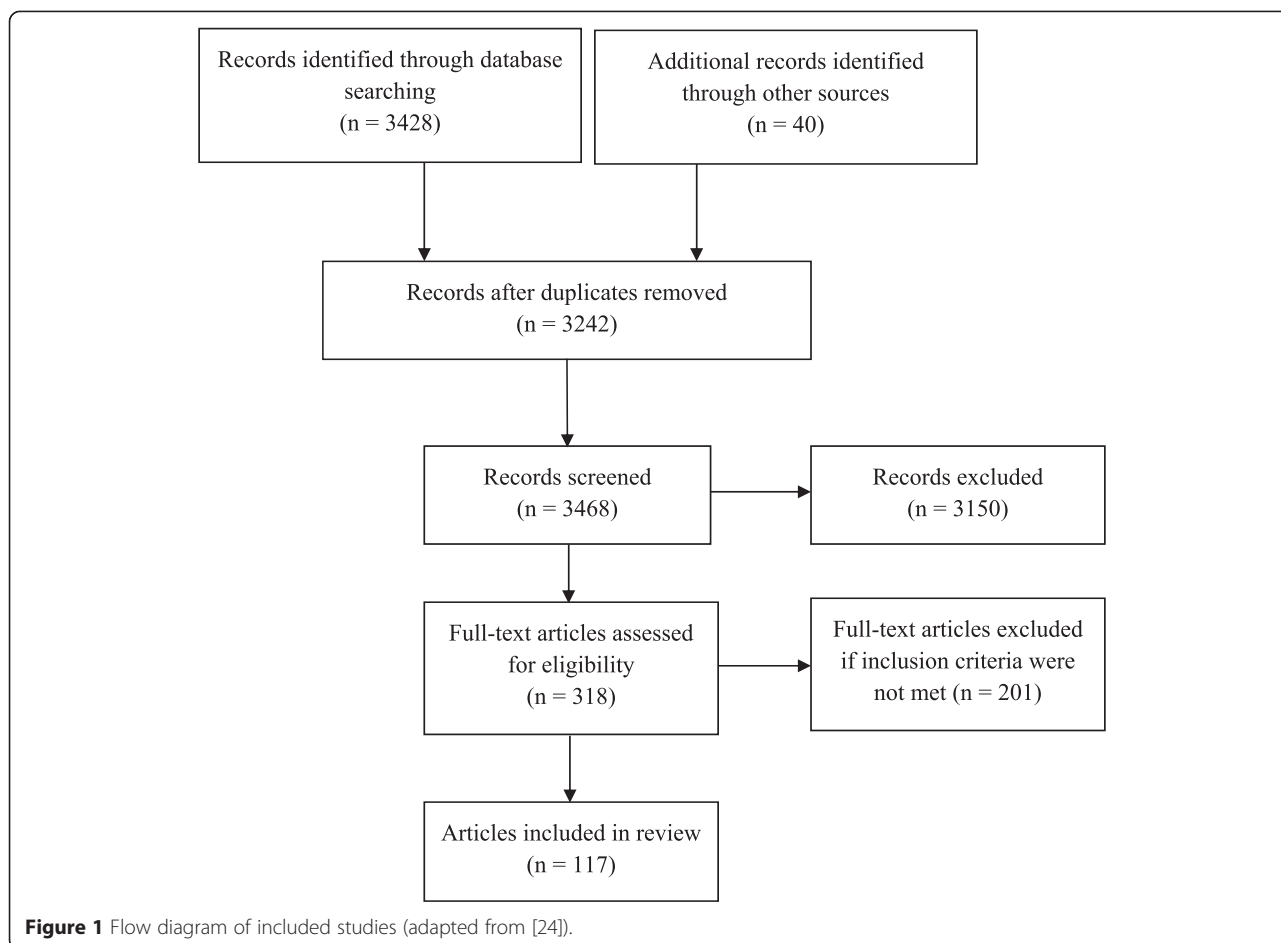 Records identified through database
searching
(n = 3428)
Additional records identified
through other sources
(n = 40)
Records after duplicates removed
(n = 3242)
Records screened
(n = 3468)
Records excluded
(n = 3150)
Full-text articles assessed
for eligibility
(n = 318)
Full-text articles excluded
if inclusion criteria were
not met (n = 201)
Articles included in review
(n = 117)
Figure 1 Flow diagram of included studies (adapted from [24]).